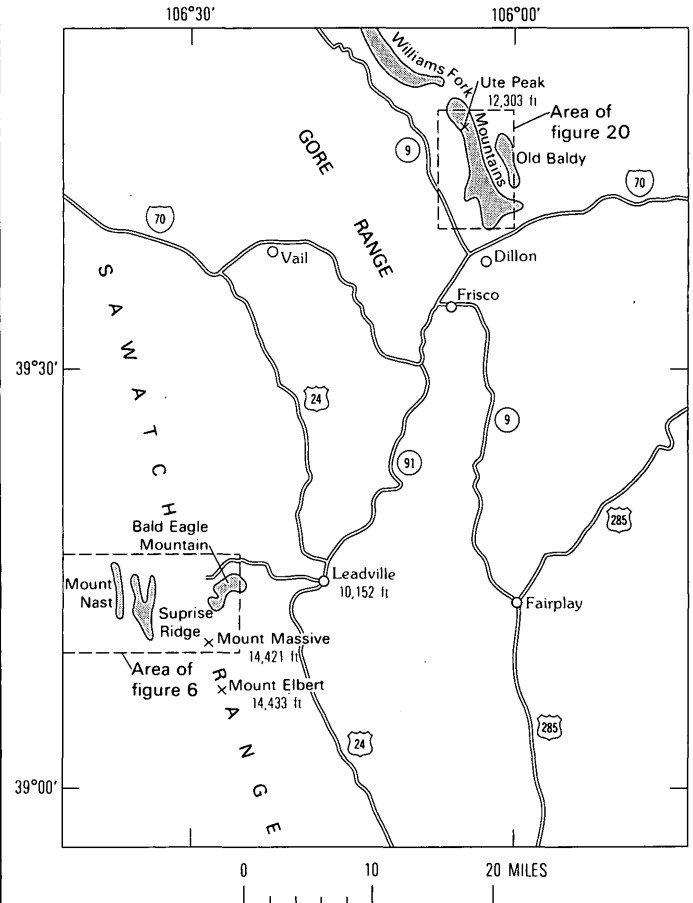 106°30′
106°00′
Williams Fork
Mountains
Ute Peak
12,303 ft
Area of
figure 20
Old Baldy
GORE
RANGE
9
70
70
Vail
Dillon
Frisco
SAWATCH
RANGE
39°30′
24
9
91
285
Bald Eagle
Mountain
Leadville
10,152 ft
Mount
Nast
Suprise
Ridge
Fairplay
Mount Massive
14,421 ft
Area of
figure 6
Mount Elbert
14,433 ft
24
285
39°00′
0 10 20 MILES